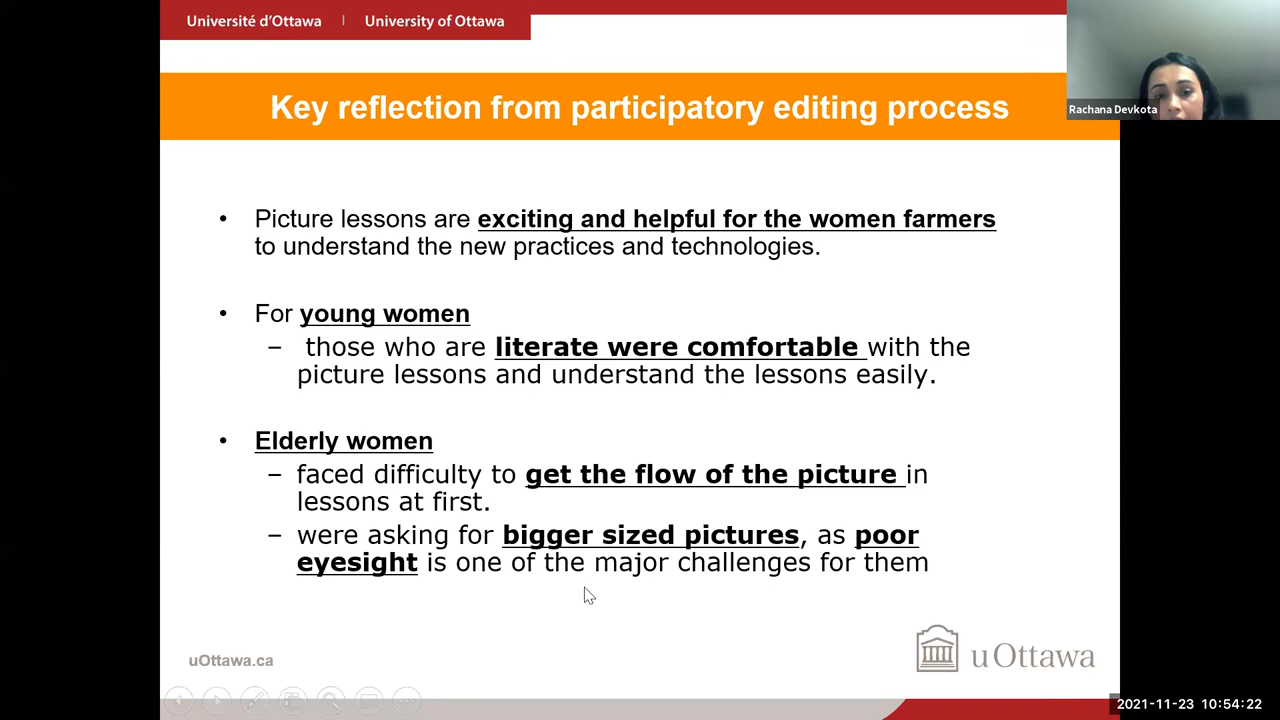 Université d'Ottawa | University of Ottawa
Rachana Devkota
Key reflection from participatory editing process
• Picture lessons are exciting and helpful for the women farmers
to understand the new practices and technologies.
• For young women
– those who are literate were comfortable with the
picture lessons and understand the lessons easily.
• Elderly women
– faced difficulty to get the flow of the picture in
lessons at first.
– were asking for bigger sized pictures, as poor
eyesight is one of the major challenges for them
uOttawa.ca
uOttawa
2021-11-23 10:54:22